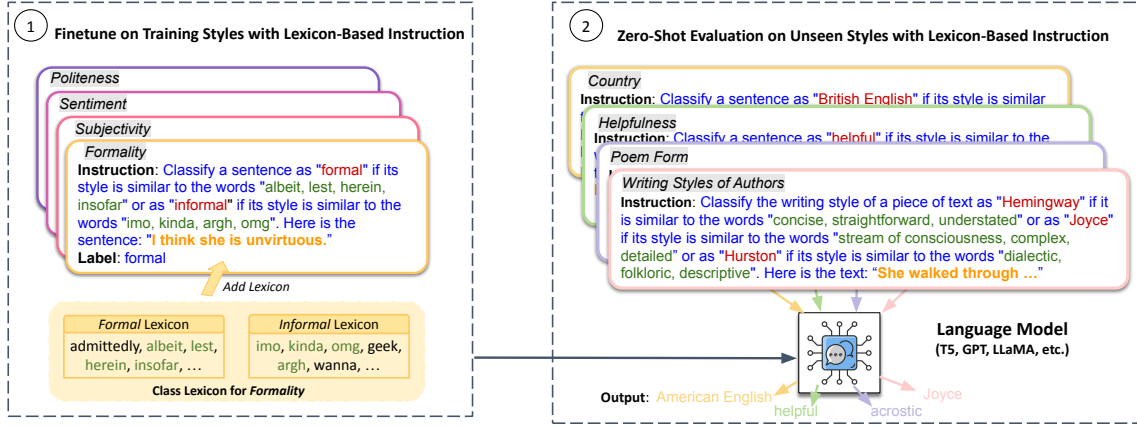 1
Finetune on Training Styles with Lexicon-Based Instruction
Politeness
Sentiment
Subjectivity
Formality
Instruction: Classify a sentence as "formal" if its
style is similar to the words "albeit, lest, herein,
insofar" or as "informal" if its style is similar to the
words "imo, kinda, argh, omg". Here is the
sentence: "I think she is unvirtuous."
Label: formal
Add Lexicon
Formal Lexicon
admittedly, albeit, lest,
herein, insofar, …
Informal Lexicon
imo, kinda, omg, geek,
argh, wanna, …
Class Lexicon for Formality
2
Zero-Shot Evaluation on Unseen Styles with Lexicon-Based Instruction
Country
Instruction: Classify a sentence as "British English" if its style is similar
Helpfulness
Instruction: Classify a sentence as "helpful" if its style is similar to the
Poem Form
Writing Styles of Authors
Instruction: Classify the writing style of a piece of text as "Hemingway" if it
is similar to the words "concise, straightforward, understated" or as "Joyce"
if its style is similar to the words "stream of consciousness, complex,
detailed" or as "Hurston" if its style is similar to the words "dialectic,
folkloric, descriptive". Here is the text: "She walked through …"
Language Model
(T5, GPT, LLaMA, etc.)
Output: American English
helpful
acrostic
Joyce